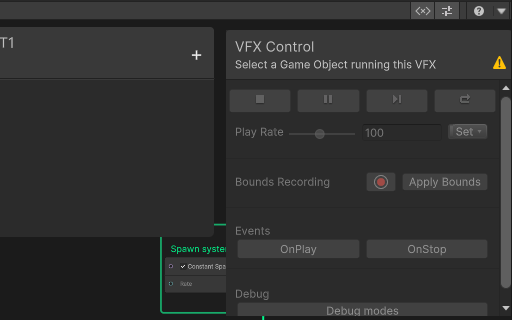 T1
+
VFX Control
Select a Game Object running this VFX
Play Rate 100 Set
Bounds Recording Apply Bounds
Events
OnPlay OnStop
Spawn syste
Constant Spa
Rate
Debug
Debug modes